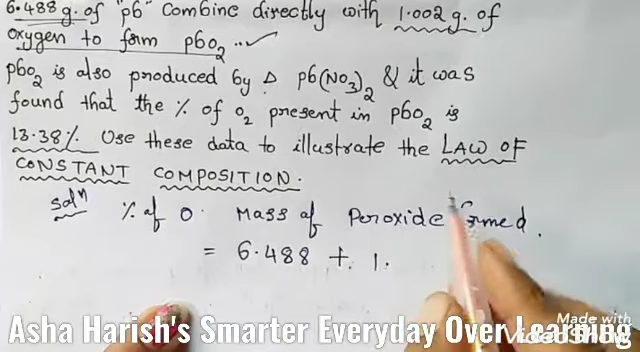 6.488 g. of "pb" combine directly with 1.002 g. of
oxygen to form pbO2 ..
pbO2 is also produced by Δ pb(NO3)2 & it was
found that the % of O2 present in pbO2 is
13.38% Use these data to illustrate the LAW OF
CONSTANT COMPOSITION.
Soln % of O. Mass of Peroxide formed.
= 6.488 + 1.
Made with
VideoShow
Asha Harish's Smarter Everyday Over Learning